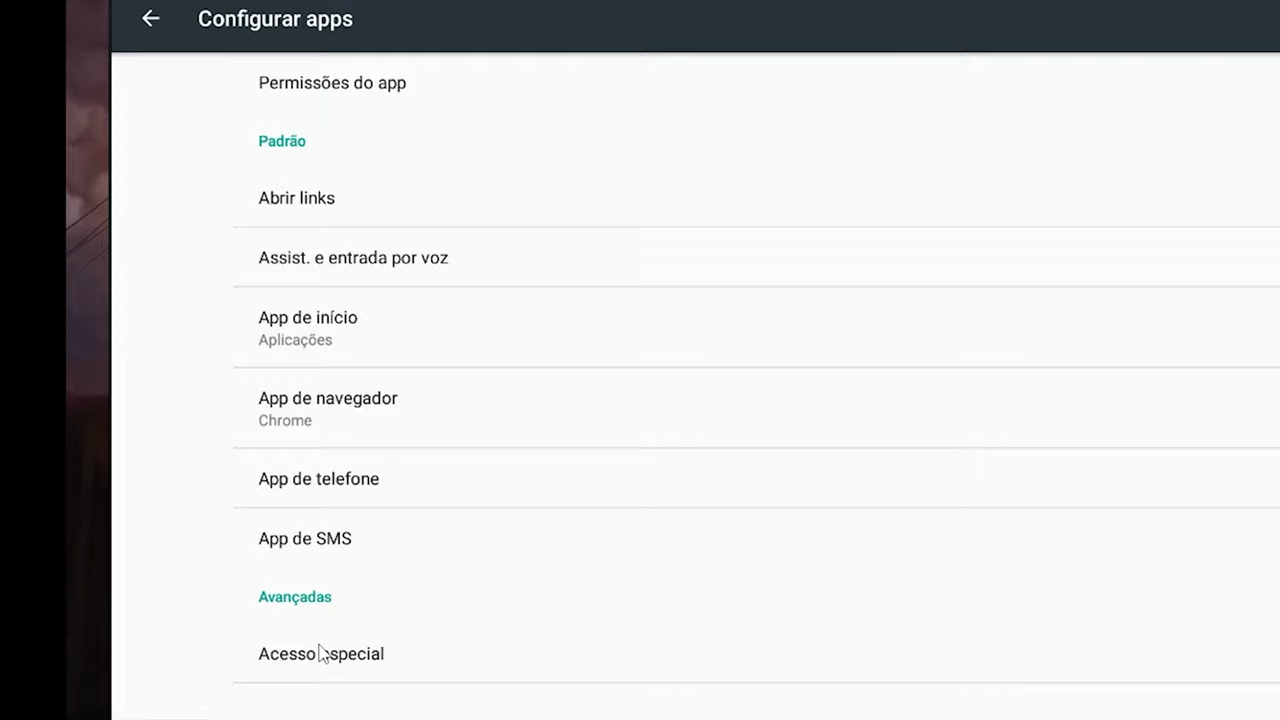 Configurar apps
Permissões do app
Padrão
Abrir links
Assist. e entrada por voz
App de início
Aplicações
App de navegador
Chrome
App de telefone
App de SMS
Avançadas
Acesso especial